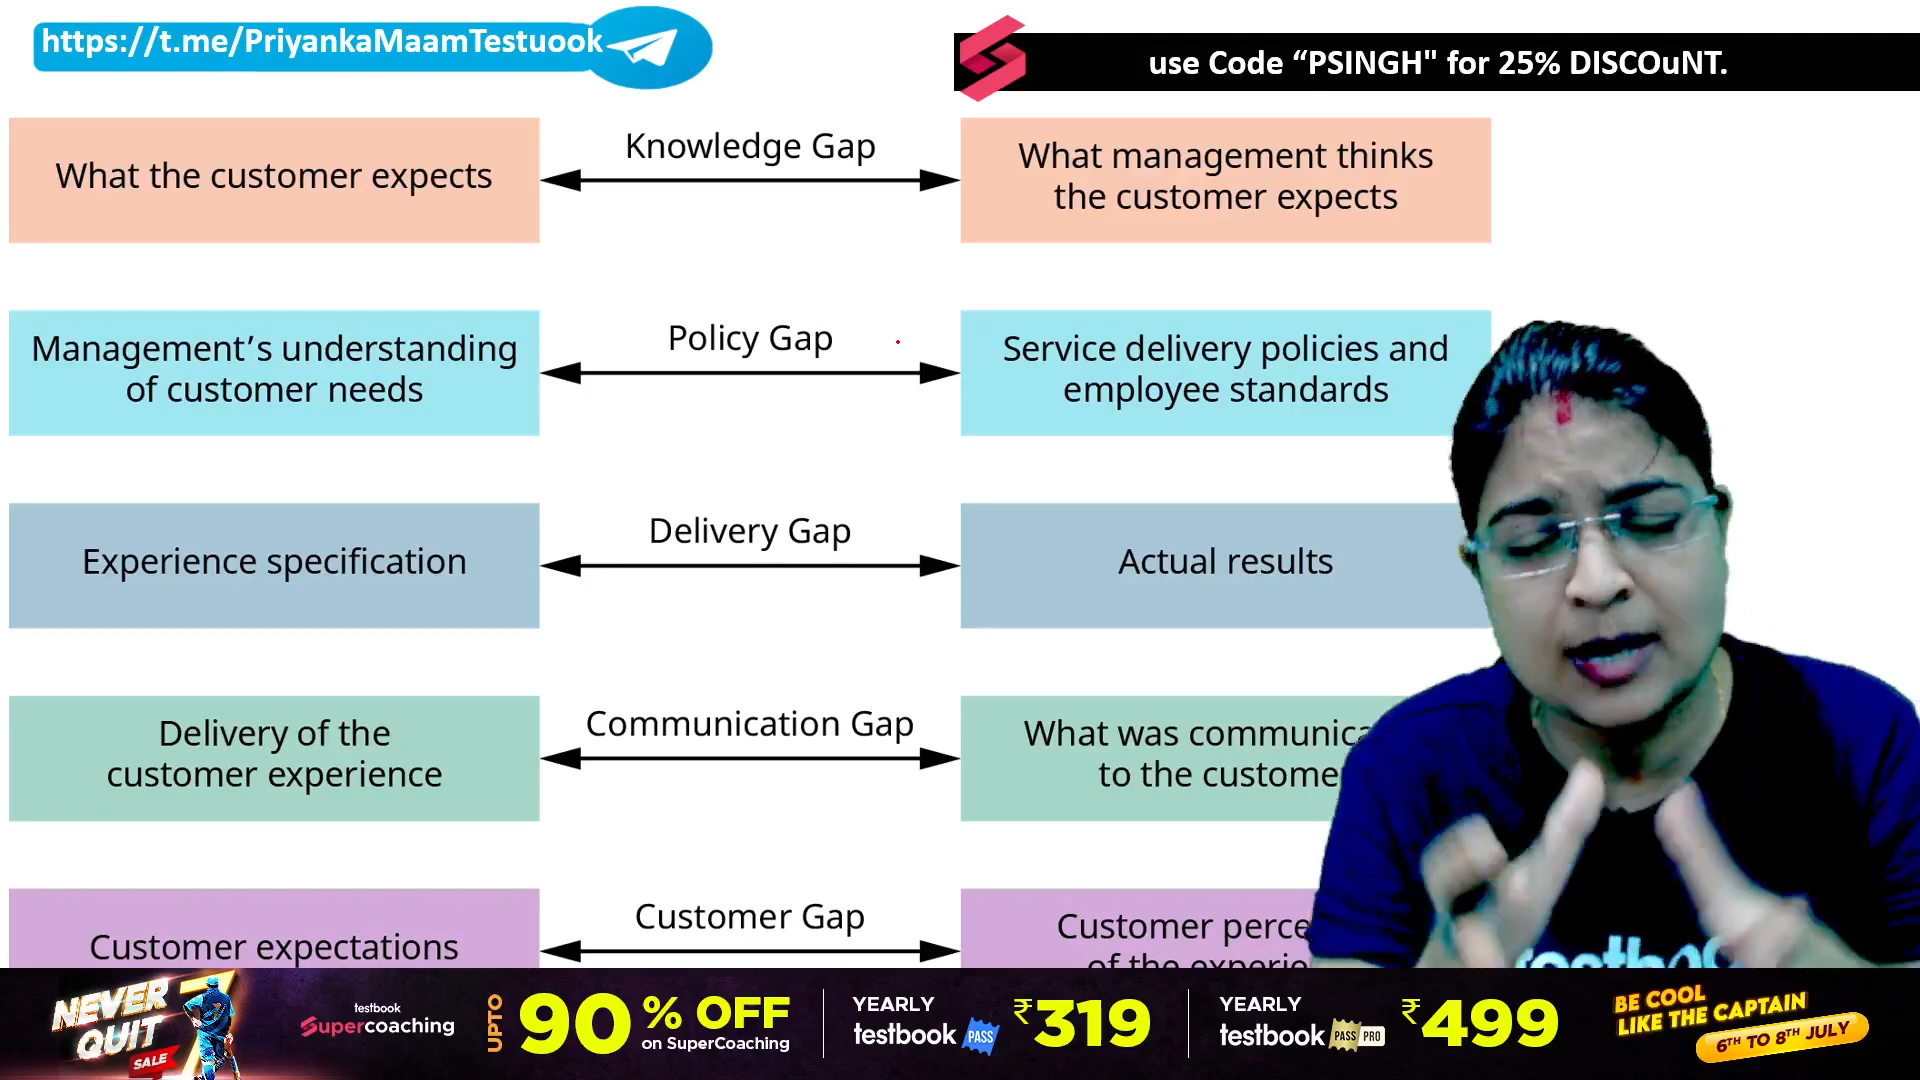 https://t.me/PriyankaMaamTestuook
use Code “PSINGH" for 25% DISCOuNT.
What the customer expects
Knowledge Gap
What management thinks
the customer expects
Management’s understanding
of customer needs
Policy Gap
Service delivery policies and
employee standards
Experience specification
Delivery Gap
Actual results
Delivery of the
customer experience
Communication Gap
What was
to the
Customer expectations
Customer Gap
Customer
of the
NEVER
QUIT
SALE
testbook
Supercoaching
UPTO
90% OFF
on SuperCoaching
YEARLY
testbook PASS
₹319
YEARLY
testbook PASS PRO
₹499
BE COOL
LIKE THE CAPTAIN
6TH TO 8TH JULY